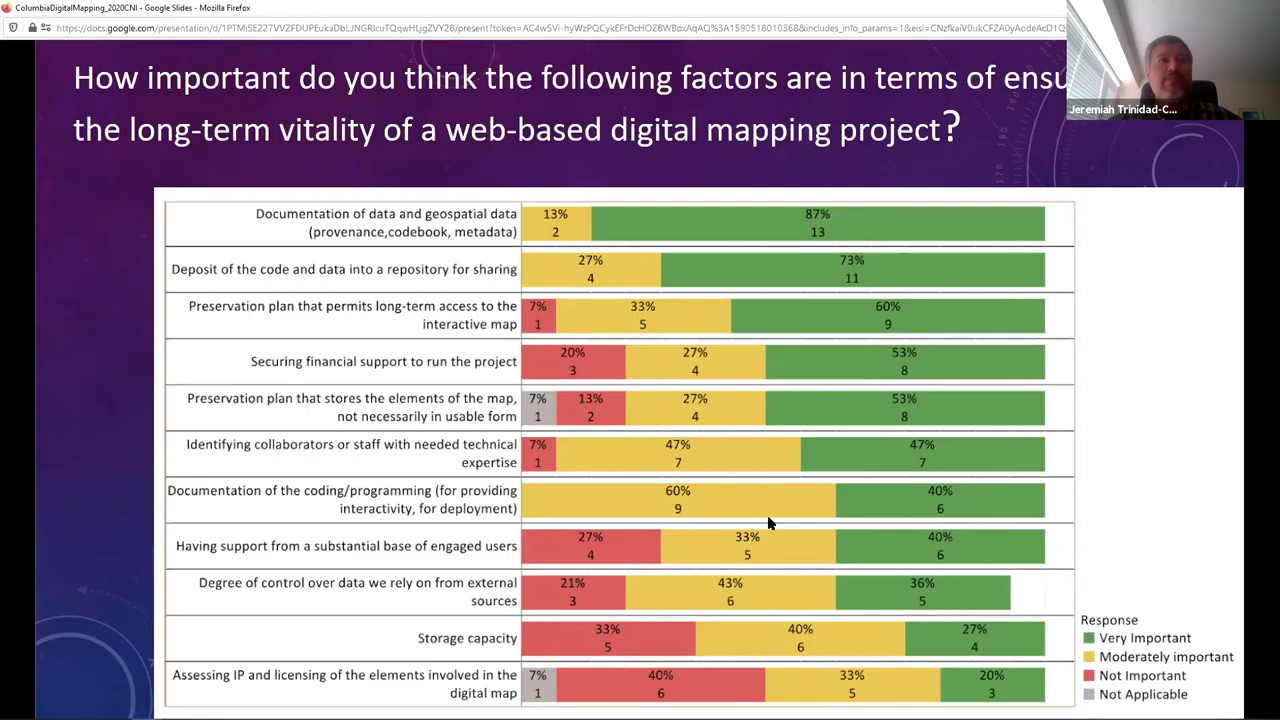 ColumbiaDigitalMapping_2020CNI - Google Slides - Mozilla Firefox
How important do you think the following factors are in terms of ensu
the long-term vitality of a web-based digital mapping project?
Jeremiah Trinidad-C...
Documentation of data and geospatial data
(provenance,codebook, metadata)
13% 87%
2 13
Deposit of the code and data into a repository for sharing
27% 73%
4 11
Preservation plan that permits long-term access to the
interactive map
7% 33% 60%
1 5 9
Securing financial support to run the project
20% 27% 53%
3 4 8
Preservation plan that stores the elements of the map,
not necessarily in usable form
7% 13% 27% 53%
1 2 4 8
Identifying collaborators or staff with needed technical
expertise
7% 47% 47%
1 7 7
Documentation of the coding/programming (for providing
interactivity, for deployment)
60% 40%
9 6
Having support from a substantial base of engaged users
27% 33% 40%
4 5 6
Degree of control over data we rely on from external
sources
21% 43% 36%
3 6 5
Storage capacity
33% 40% 27%
5 6 4
Assessing IP and licensing of the elements involved in the
digital map
7% 40% 33% 20%
1 6 5 3
Response
Very Important
Moderately important
Not Important
Not Applicable